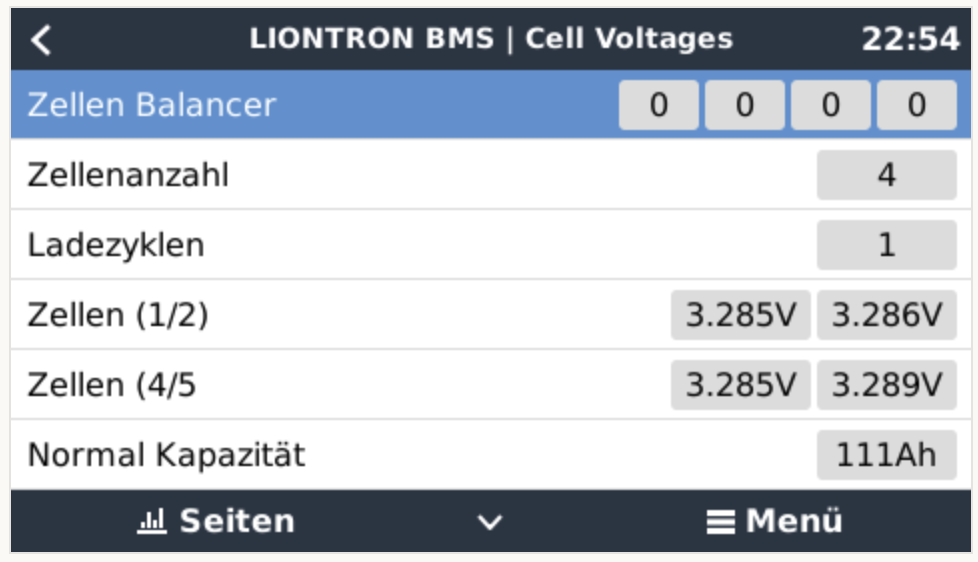 LIONTRON BMS | Cell Voltages 22:54
Zellen Balancer 0 0 0 0
Zellenanzahl 4
Ladezyklen 1
Zellen (1/2) 3.285V 3.286V
Zellen (4/5 3.285V 3.289V
Normal Kapazität 111Ah
Seiten Menü